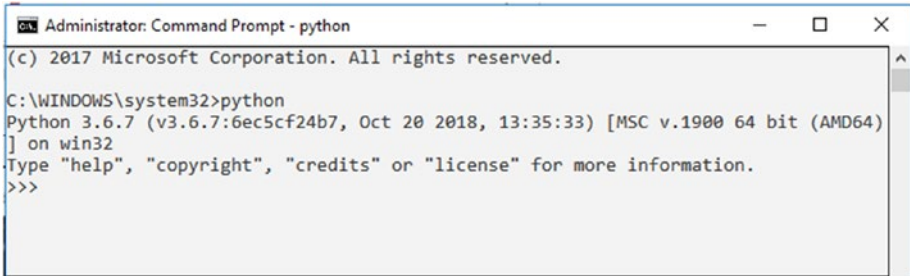 Administrator: Command Prompt - python
(c) 2017 Microsoft Corporation. All rights reserved.
C:\WINDOWS\system32>python
Python 3.6.7 (v3.6.7:6ec5cf24b7, Oct 20 2018, 13:35:33) [MSC v.1900 64 bit (AMD64)
] on win32
Type "help", "copyright", "credits" or "license" for more information.
>>>